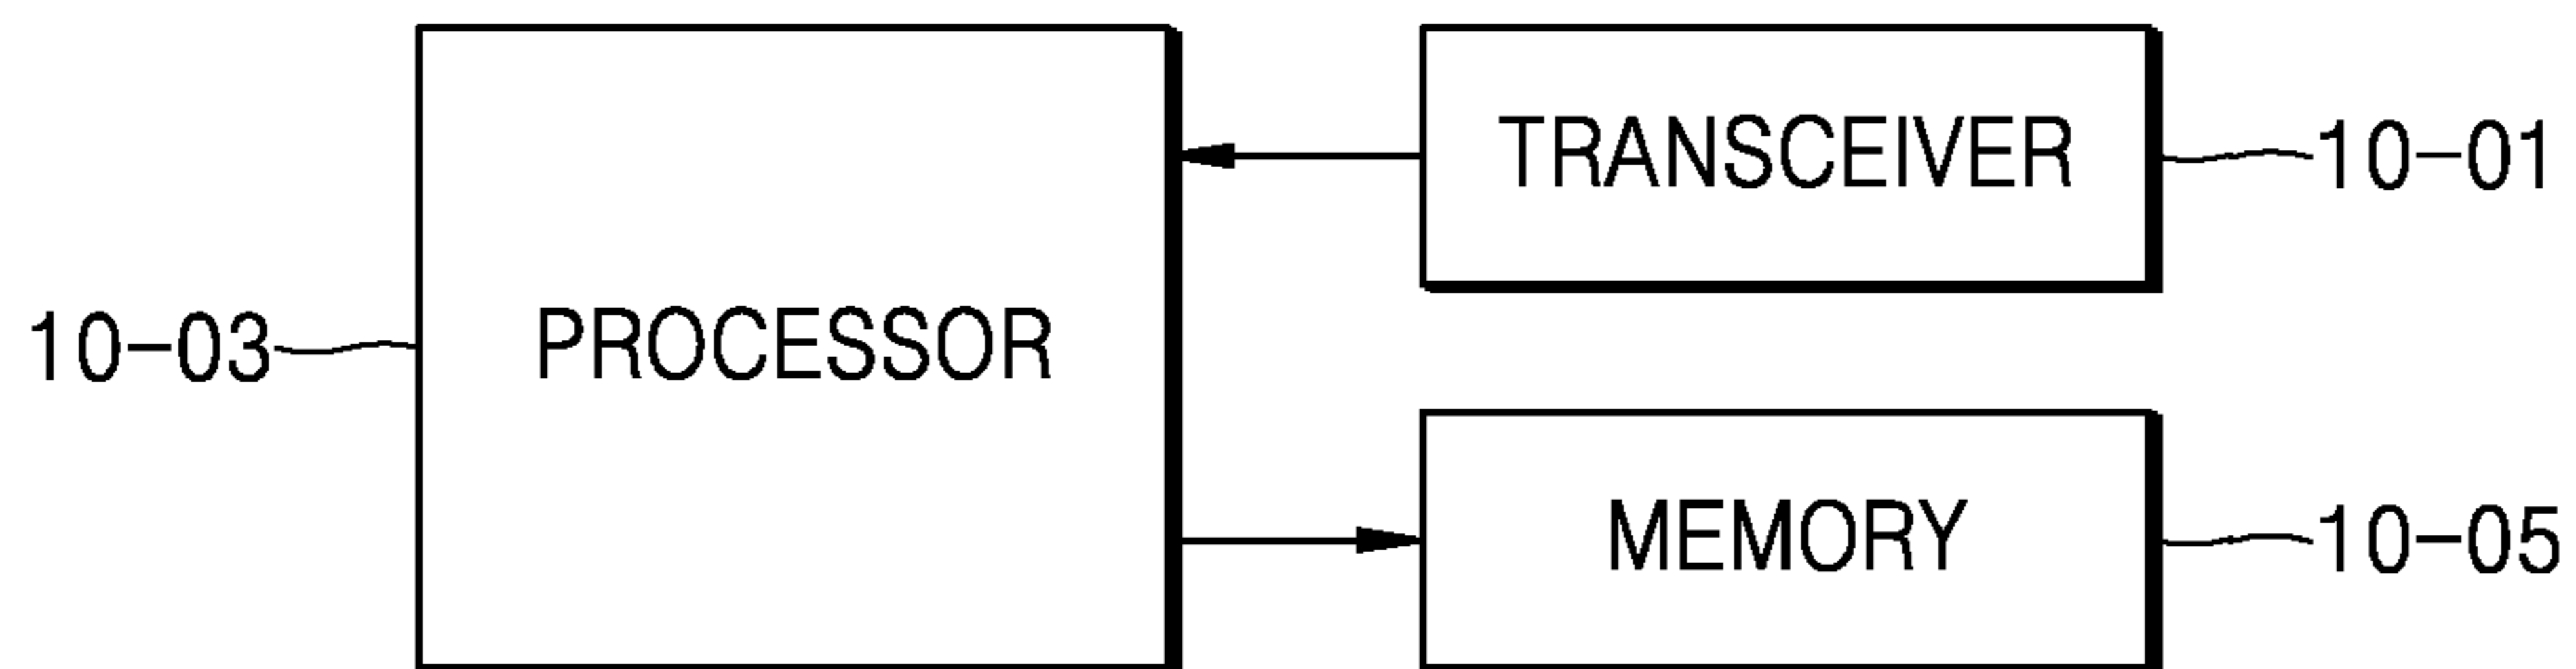 TRANSCEIVER
10-01
10-03
PROCESSOR
MEMORY
10-05